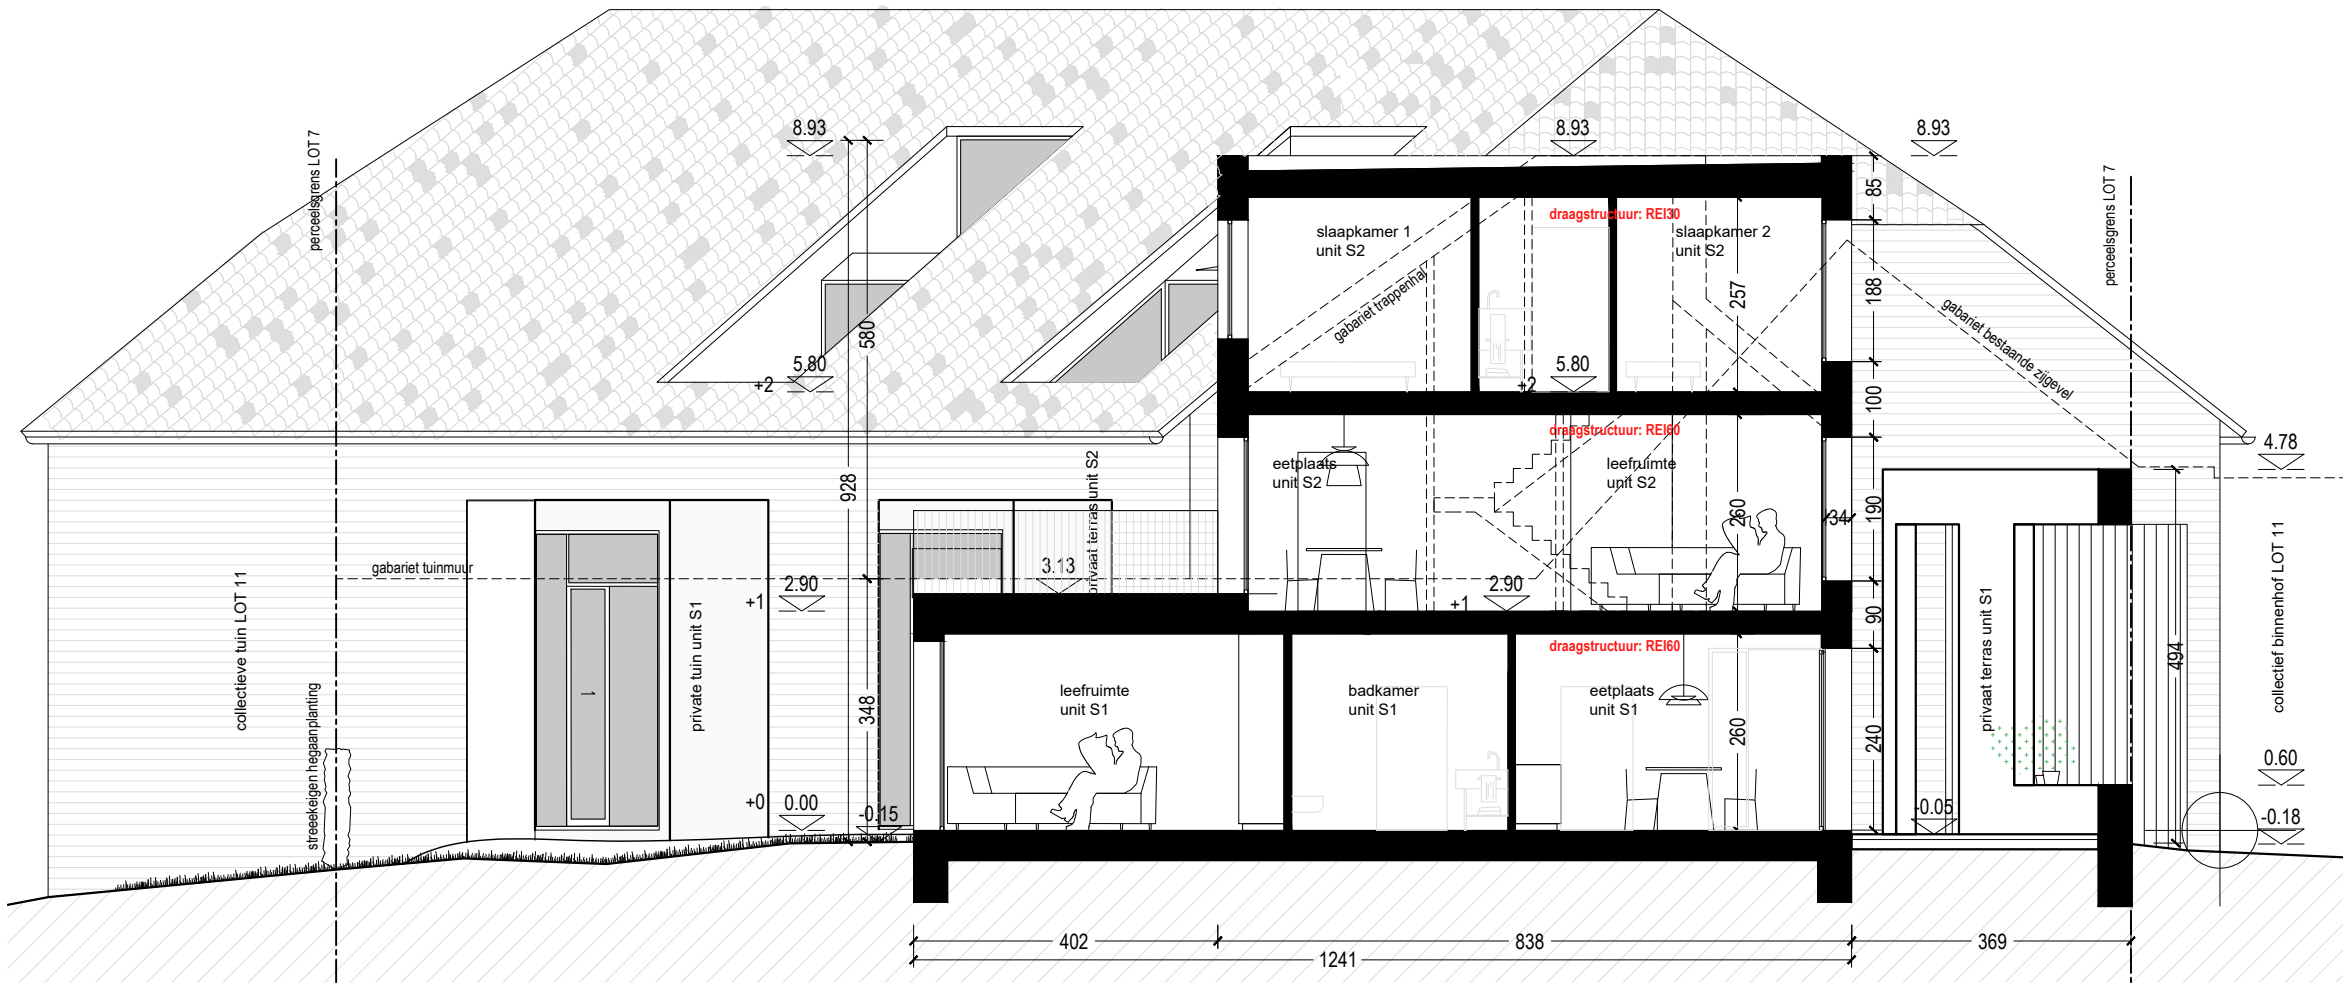 perceelsgrens LOT 7
8.93
8.93
8.93
perceelsgrens LOT 7
85
draagstructuur: REI30
slaapkamer 1
unit S2
slaapkamer 2
unit S2
gabariet trappenhal
257
188
gabariet bestaande zijgevel
580
5.80
+2
5.80
+2
100
draagstructuur: REI60
4.78
eetplaats
unit S2
leefruimte
unit S2
privaat terras unit S2
928
260
34
190
gabariet tuinmuur
3.13
2.90
+1
2.90
+1
90
collectieve tuin LOT 11
private tuin unit S1
draagstructuur: REI60
privaat terras unit S1
494
collectief binnenhof LOT 11
streeekeigen hegaanplanting
1
348
leefruimte
unit S1
badkamer
unit S1
eetplaats
unit S1
260
240
0.60
+0
0.00
-0.15
-0.05
-0.18
402
838
369
1241